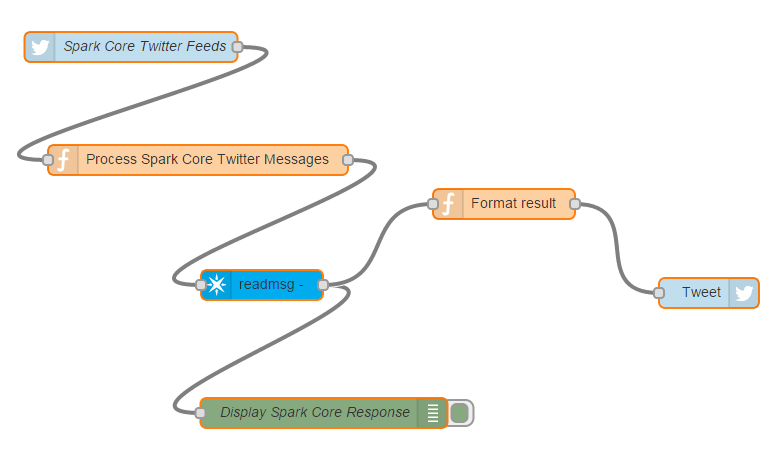 Spark Core Twitter Feeds
Process Spark Core Twitter Messages
Format result
readmsg -
Tweet
Display Spark Core Response